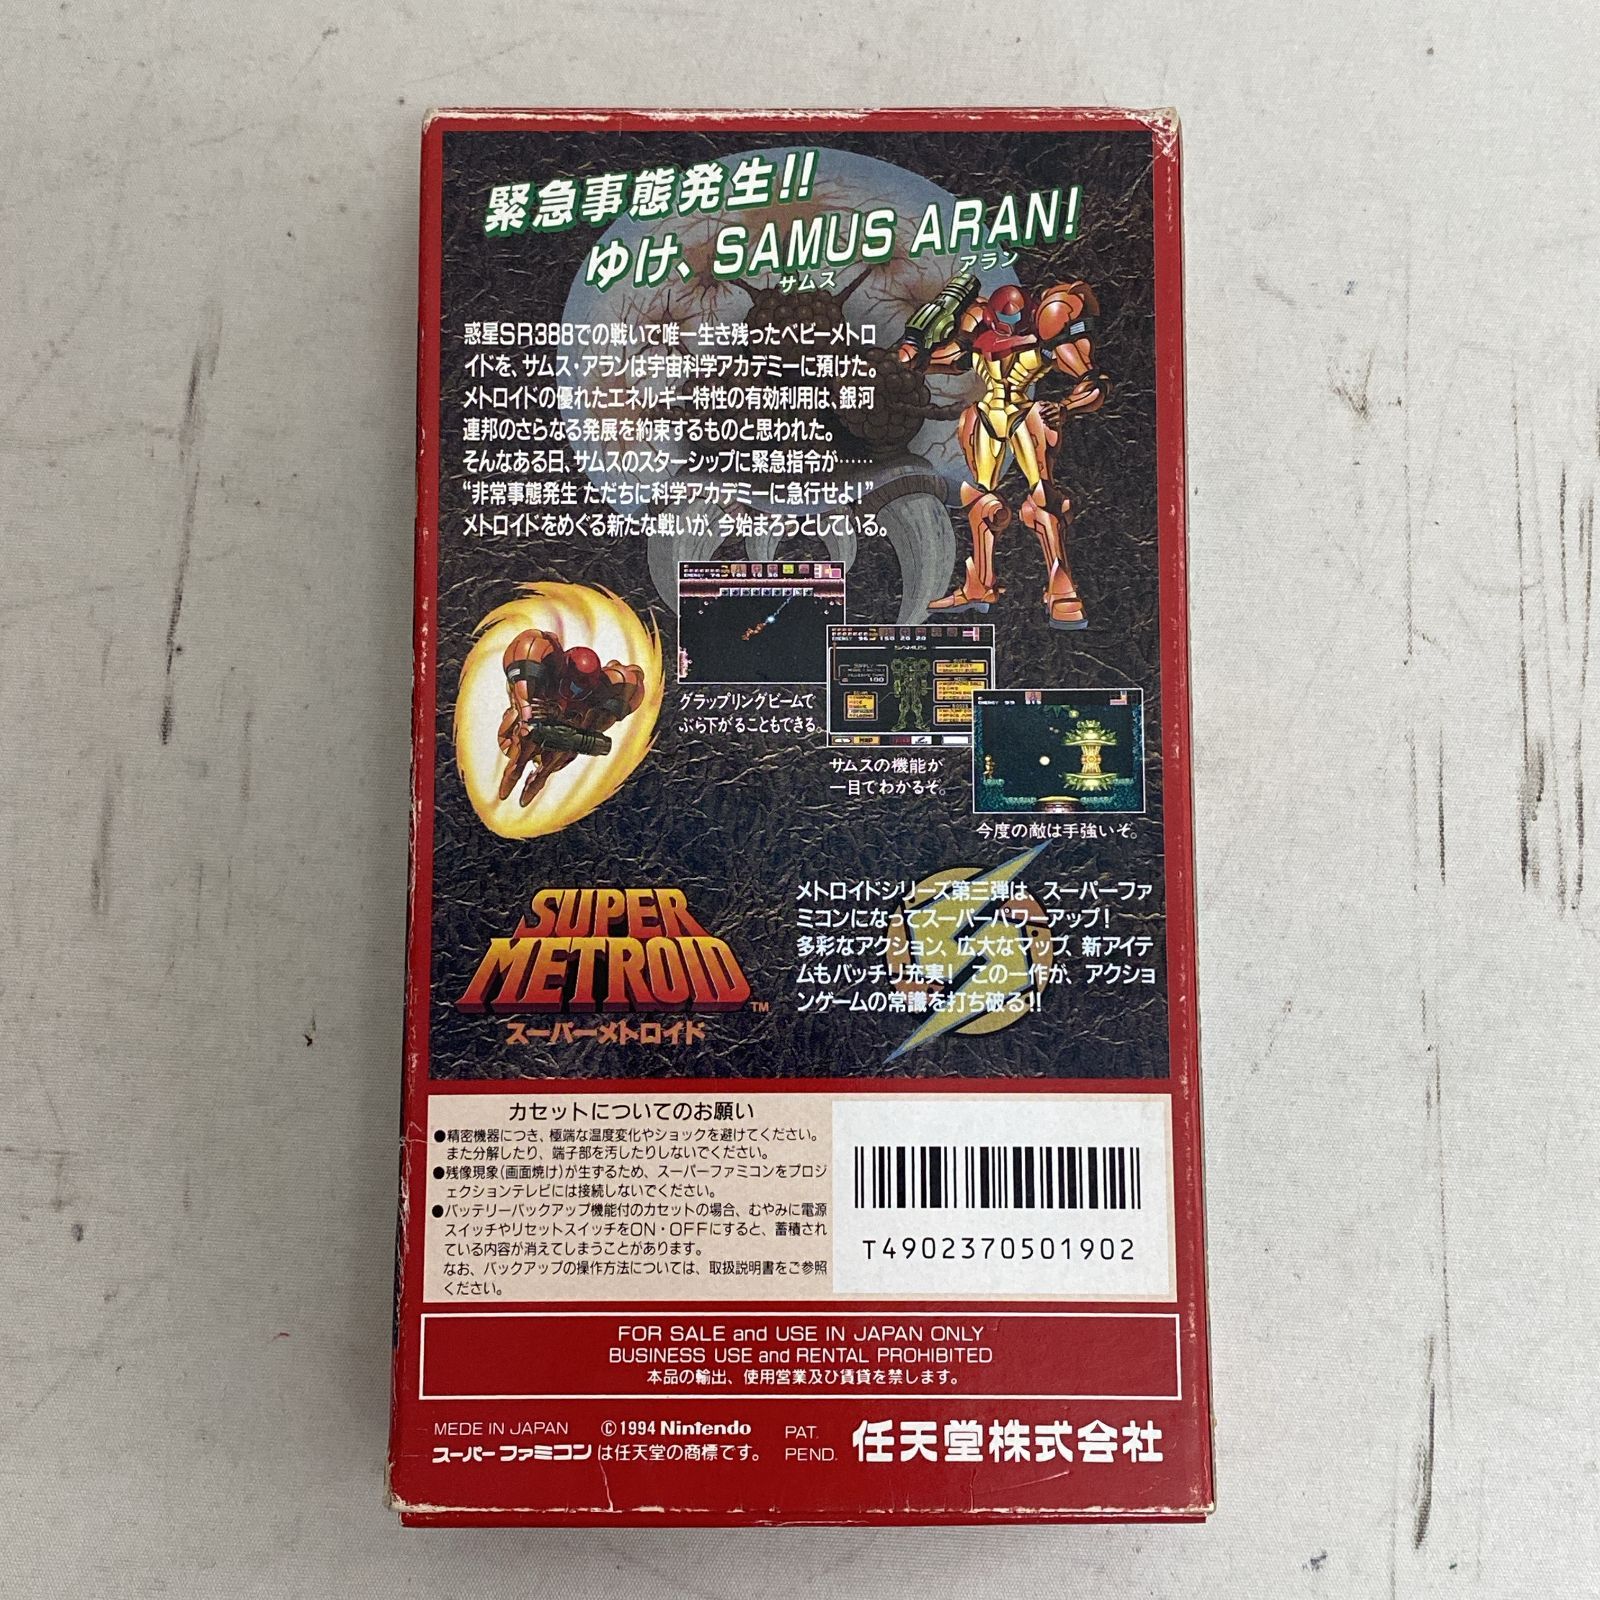 緊急事態発生!!
ゆけ、SAMUS ARAN!
サムス
アラン
惑星SR388での戦いで唯一生き残ったベビーメトロ
イドを、サムス・アランは宇宙科学アカデミーに預けた。
メトロイドの優れたエネルギー特性の有効利用は、銀河
連邦のさらなる発展を約束するものと思われた。
そんなある日、サムスのスターシップに緊急指令が……
“非常事態発生 ただちに科学アカデミーに急行せよ!”
メトロイドをめぐる新たな戦いが、今始まろうとしている。
グラップリングビームで
ぶら下がることもできる。
SAMUS
サムスの機能が
一目でわかるぞ。
今度の敵は手強いぞ。
SUPER
METROID™
スーパーメトロイド
メトロイドシリーズ第三弾は、スーパーファ
ミコンになってスーパーパワーアップ!
多彩なアクション、広大なマップ、新アイテ
ムもバッチリ充実! この一作が、アクショ
ンゲームの常識を打ち破る!!
カセットについてのお願い
●精密機器につき、極端な温度変化やショックを避けてください。
また分解したり、端子部を汚したりしないでください。
●残像現象(画面焼け)が生ずるため、スーパーファミコンをプロジ
ェクションテレビには接続しないでください。
●バッテリーバックアップ機能付のカセットの場合、むやみに電源
スイッチやリセットスイッチをON・OFFにすると、蓄積され
ている内容が消えてしまうことがあります。
なお、バックアップの操作方法については、取扱説明書をご参照
ください。
T4902370501902
FOR SALE and USE IN JAPAN ONLY
BUSINESS USE and RENTAL PROHIBITED
本品の輸出、使用営業及び賃貸を禁じます。
MEDE IN JAPAN ©1994 Nintendo
スーパーファミコンは任天堂の商標です。
PAT.
PEND.
任天堂株式会社